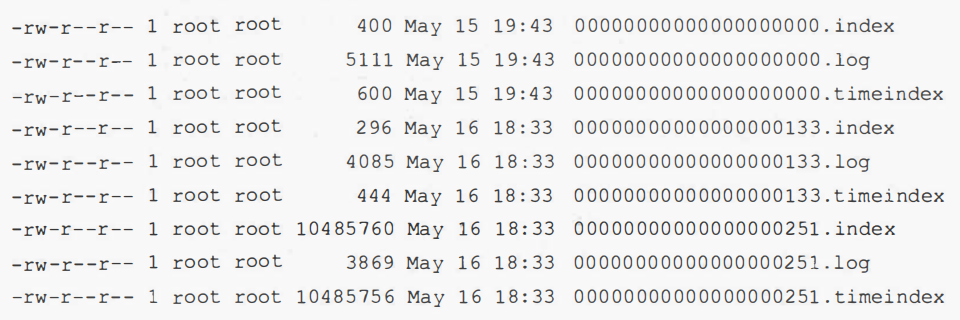 -rw-r--r-- 1 root root 400 May 15 19:43 00000000000000000000.index
-rw-r--r-- 1 root root 5111 May 15 19:43 00000000000000000000.log
-rw-r--r-- 1 root root 600 May 15 19:43 00000000000000000000.timeindex
-rw-r--r-- 1 root root 296 May 16 18:33 00000000000000000133.index
-rw-r--r-- 1 root root 4085 May 16 18:33 00000000000000000133.log
-rw-r--r-- 1 root root 444 May 16 18:33 00000000000000000133.timeindex
-rw-r--r-- 1 root root 10485760 May 16 18:33 00000000000000000251.index
-rw-r--r-- 1 root root 3869 May 16 18:33 00000000000000000251.log
-rw-r--r-- 1 root root 10485756 May 16 18:33 00000000000000000251.timeindex